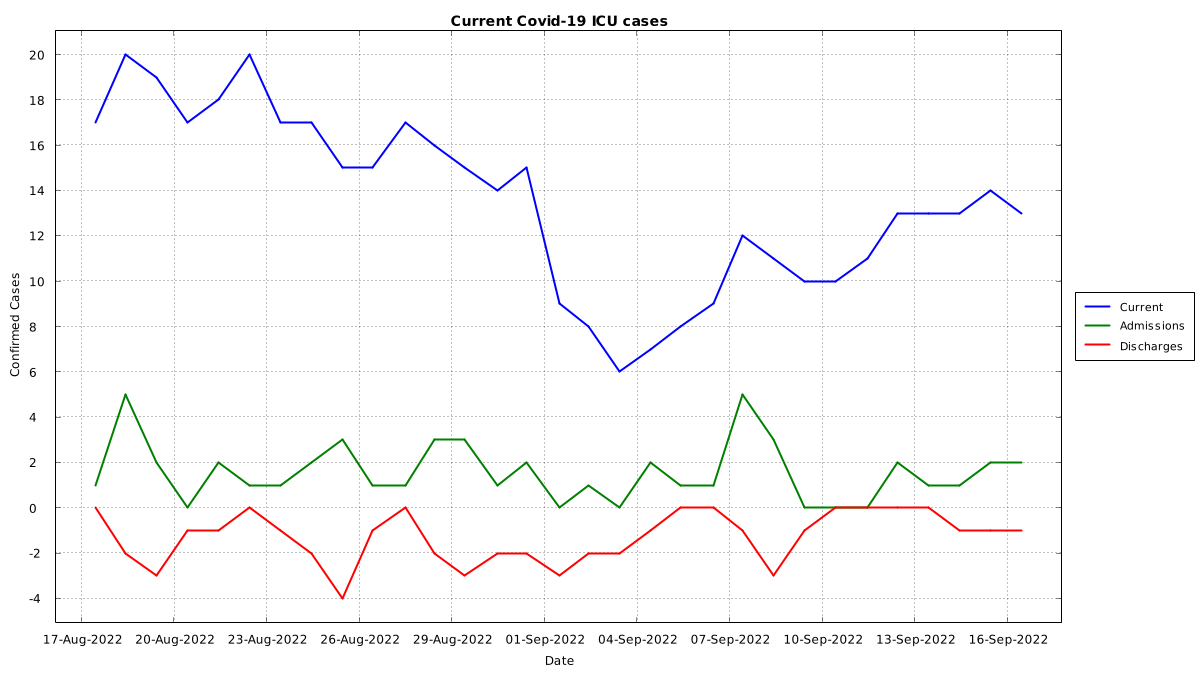 Current Covid-19 ICU cases
Confirmed Cases
20
18
16
14
12
10
8
6
4
2
0
-2
-4
17-Aug-2022 20-Aug-2022 23-Aug-2022 26-Aug-2022 29-Aug-2022 01-Sep-2022 04-Sep-2022 07-Sep-2022 10-Sep-2022 13-Sep-2022 16-Sep-2022
Date
Current
Admissions
Discharges